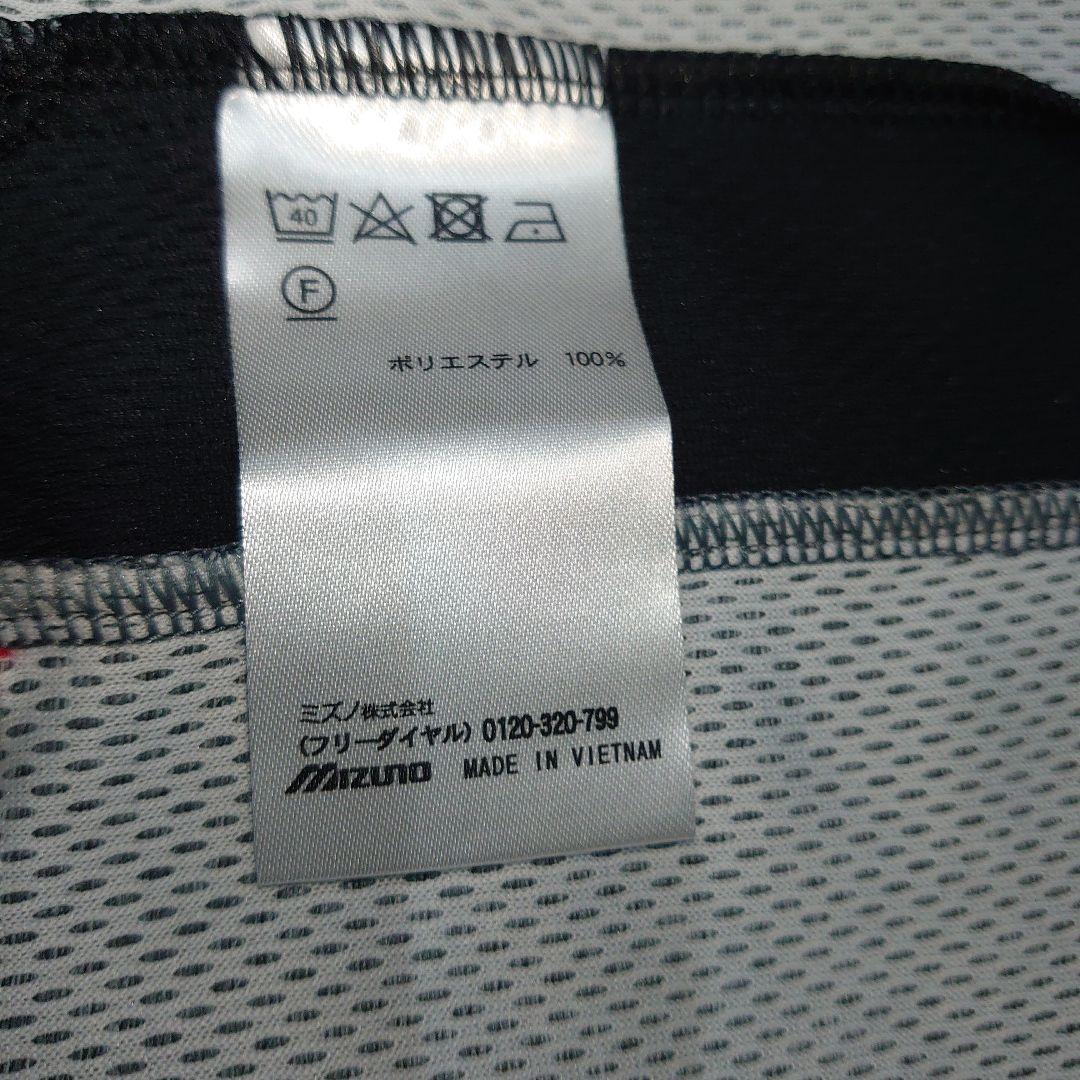 40
F
ポリエステル 100%
ミズノ株式会社
(フリーダイヤル) 0120-320-799
MIZUNO MADE IN VIETNAM